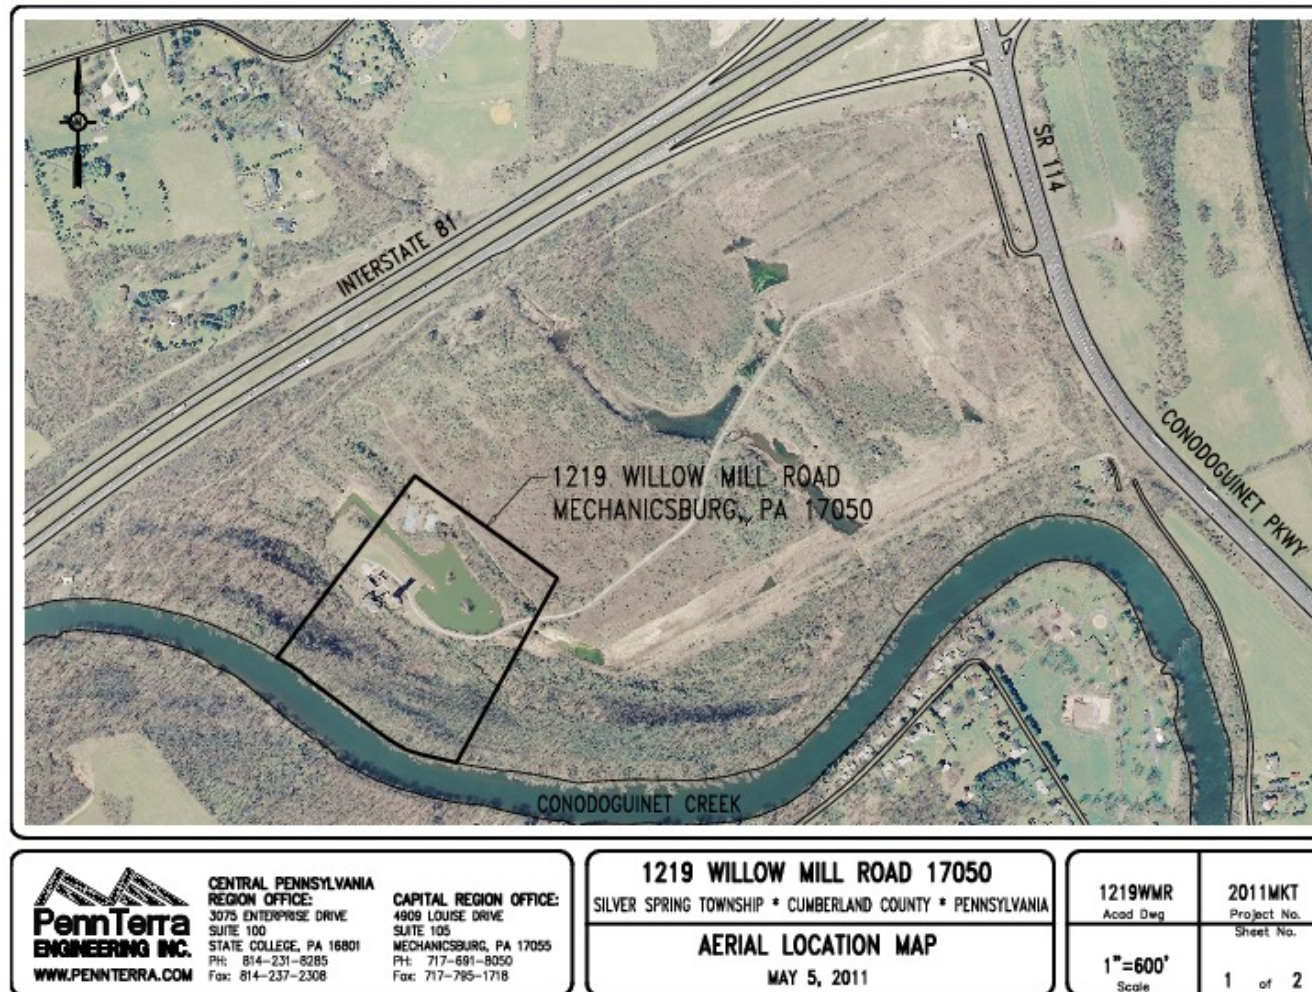 INTERSTATE 81
SR 114
CONODOGUINET PKWY
1219 WILLOW MILL ROAD
MECHANICSBURG, PA 17050
CONODOGUINET CREEK
PennTerra
ENGINEERING INC.
WWW.PENNTERRA.COM
CENTRAL PENNSYLVANIA
REGION OFFICE:
3075 ENTERPRISE DRIVE
SUITE 100
STATE COLLEGE, PA 16801
PH: 814-231-8285
Fax: 814-237-2308
CAPITAL REGION OFFICE:
4909 LOUISE DRIVE
SUITE 105
MECHANICSBURG, PA 17055
PH: 717-691-8050
Fax: 717-795-1718
1219 WILLOW MILL ROAD 17050
SILVER SPRING TOWNSHIP * CUMBERLAND COUNTY * PENNSYLVANIA
AERIAL LOCATION MAP
MAY 5, 2011
1219WMR
Acad Dwg
1"=600'
Scale
2011MKT
Project No.
Sheet No.
1 of 2